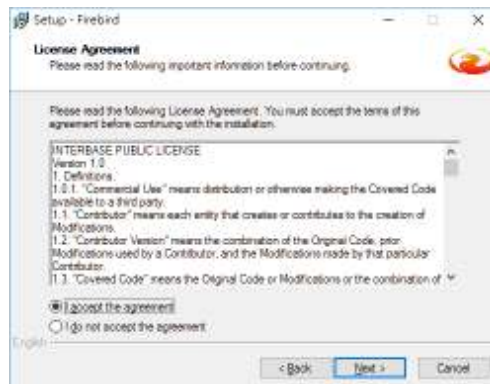 Setup - Firebird
License Agreement
Please read the following important information before continuing.
Please read the following License Agreement. You must accept the terms of this
agreement before continuing with the installation.
INTERBASE PUBLIC LICENSE
Version 1.0
1. Definitions.
1.0.1. "Commercial Use" means distribution or otherwise making the Covered Code
available to a third party.
1.1. "Contributor" means each entity that creates or contributes to the creation of
Modifications.
1.2. "Contributor Version" means the combination of the Original Code, prior
Modifications used by a Contributor, and the Modifications made by that particular
Contributor.
1.3. "Covered Code" means the Original Code or Modifications or the combination of
I accept the agreement
I do not accept the agreement
English
< Back
Next >
Cancel